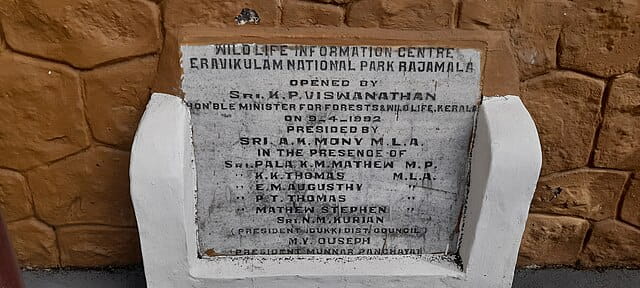 WILD LIFE INFORMATION CENTRE
ERAVIKULAM NATIONAL PARK RAJAMALA
OPENED BY
SRI. K.P. VISWANATHAN
HON'BLE MINISTER FOR FORESTS & WILD LIFE, KERALA
ON 9-4-1992
PRESIDED BY
SRI. A.K. MONY M.L.A.
IN THE PRESENCE OF
SRI. PALA K.M. MATHEW M.P.
" K.K. THOMAS M.L.A.
" E.M. AUGUSTHY "
" P.T. THOMAS "
" MATHEW STEPHEN "
SRI. N.M. KURIAN
(PRESIDENT IDUKKI DIST. COUNCIL)
M.Y. OUSEPH
(PRESIDENT MUNNAR PANCHAYAT)